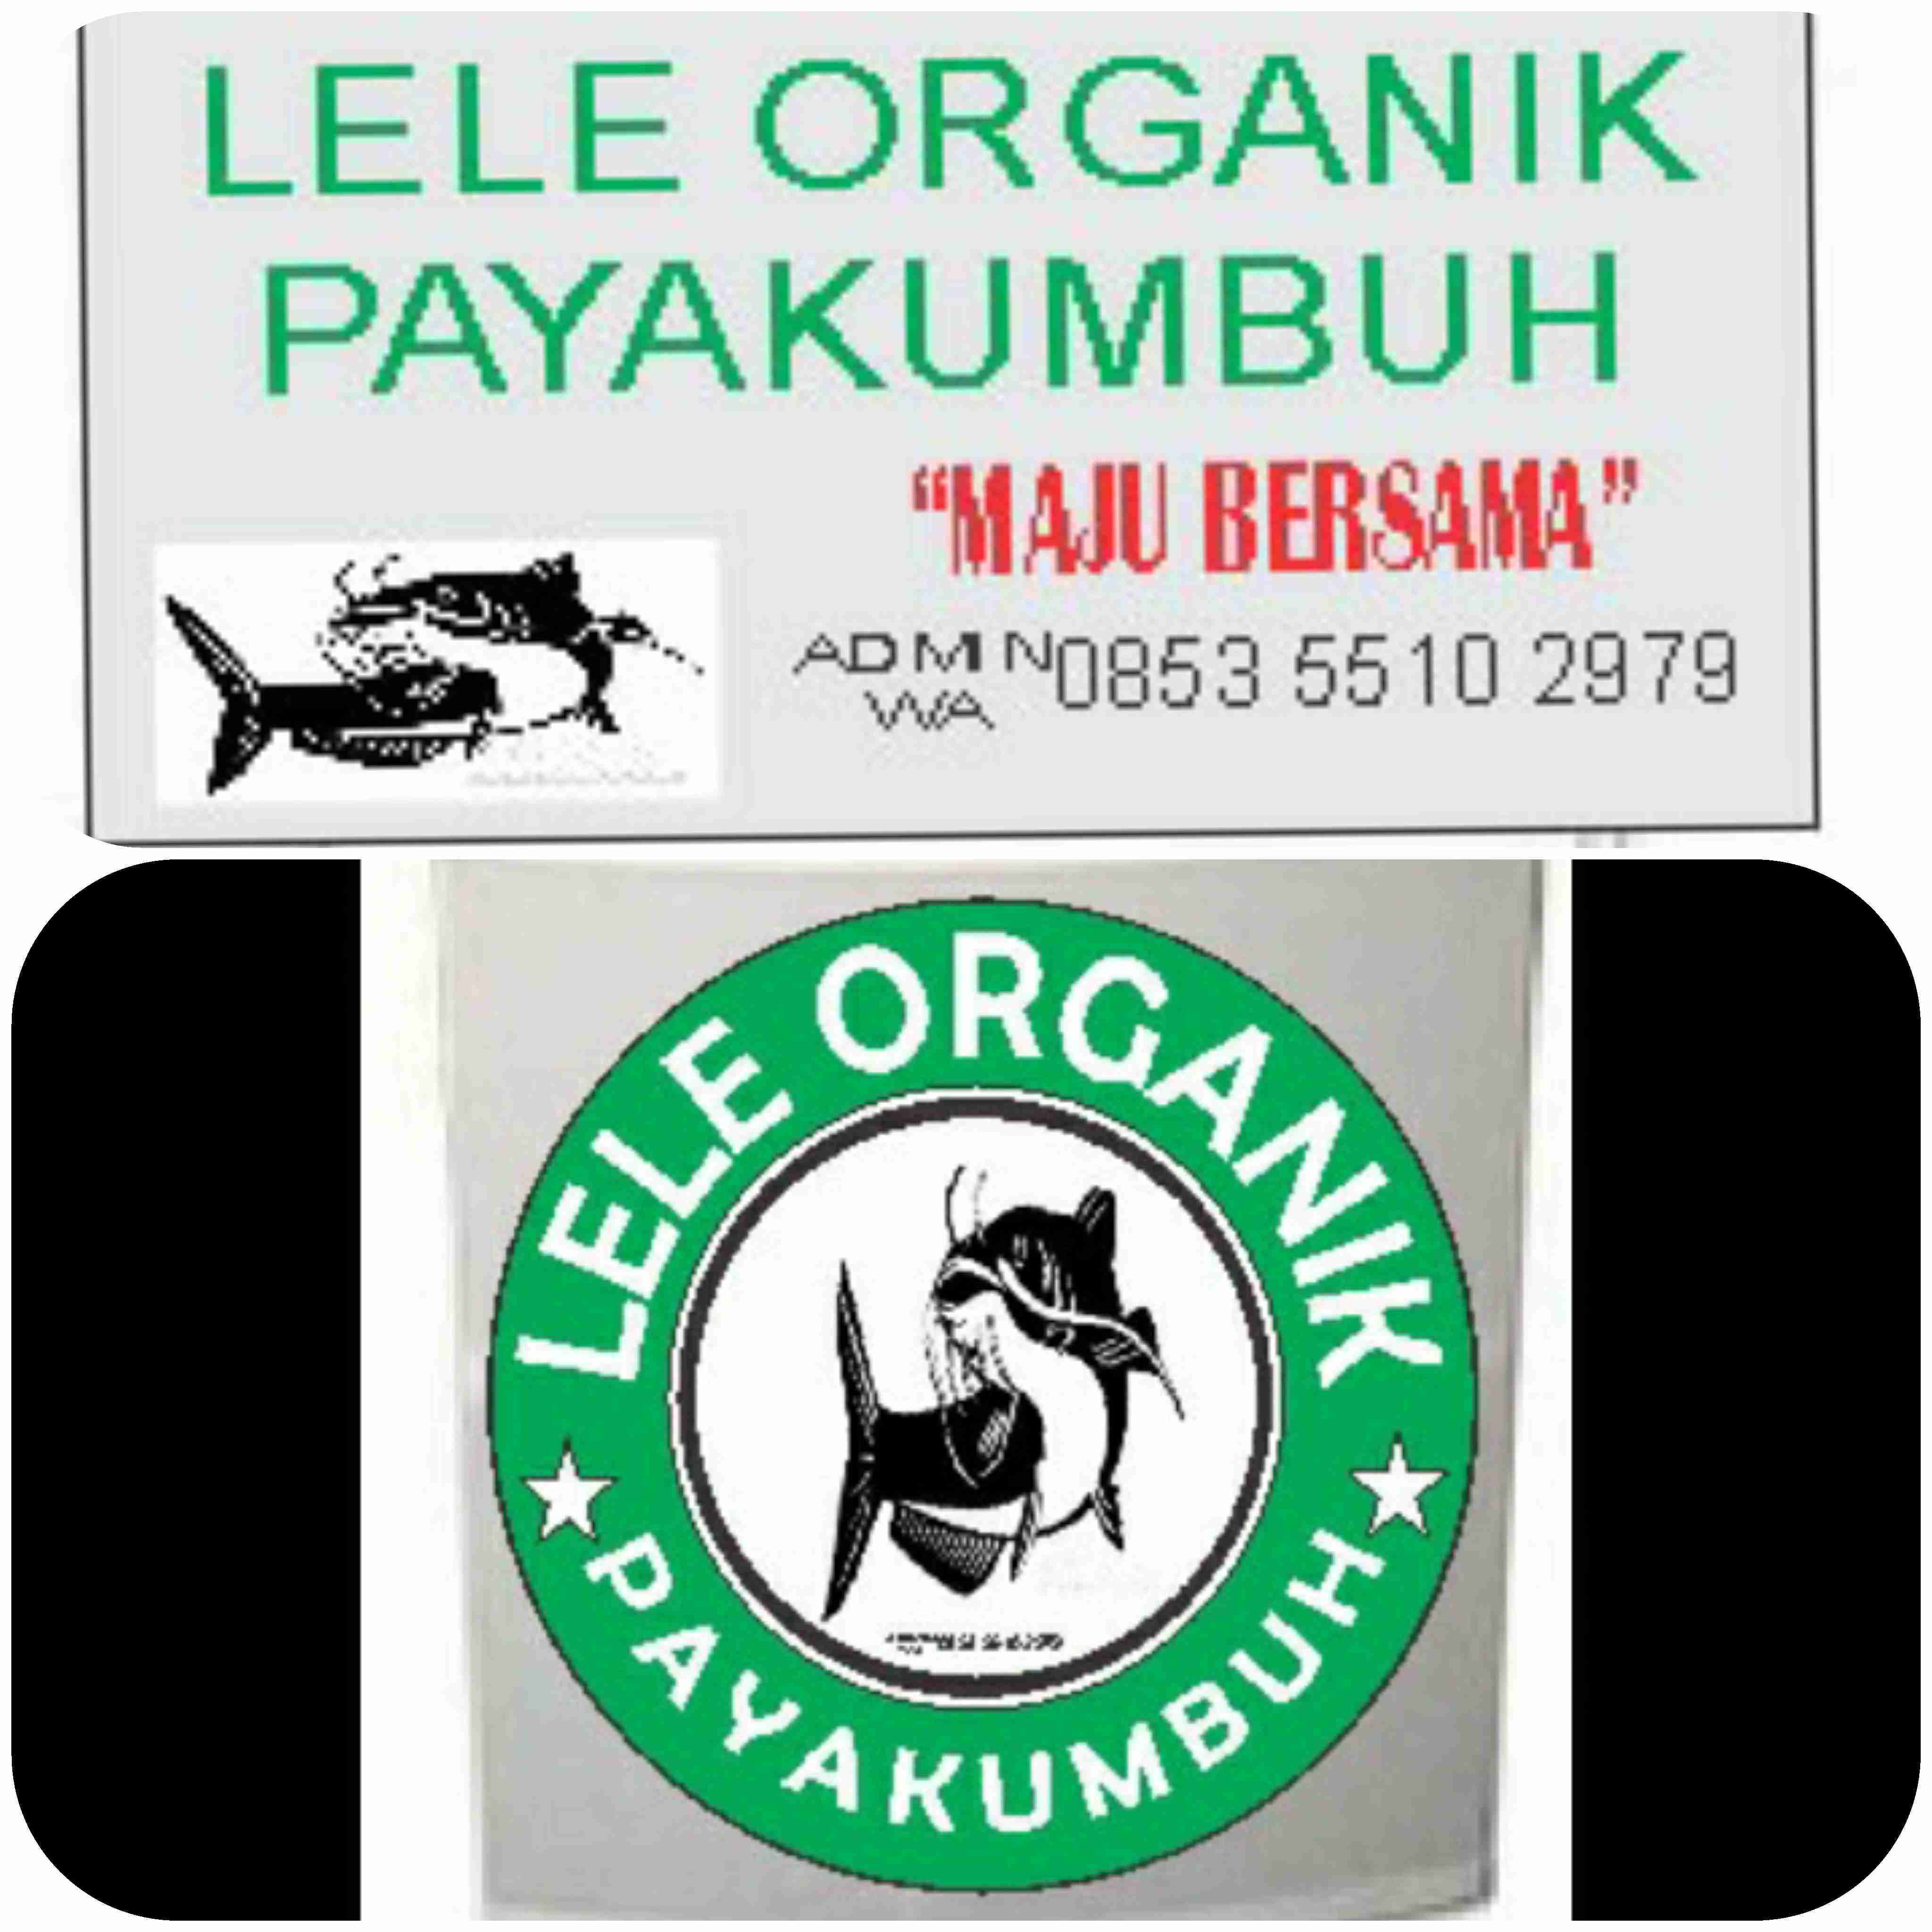 LELE ORGANIK
PAYAKUMBUH
“MAJU BERSAMA”
ADMIN 0853 5510 2979
WA
LELE ORGANIK
PAYAKUMBUH